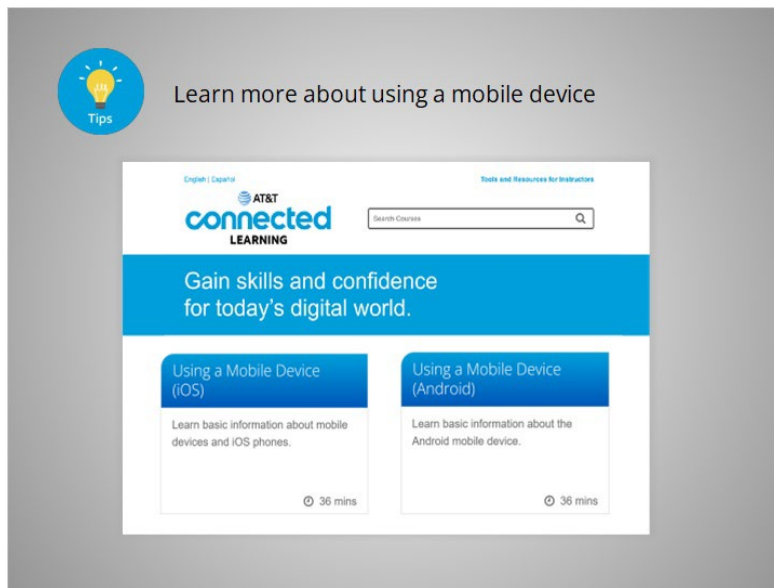 Tips
Learn more about using a mobile device
English | Español
Tools and Resources for Instructors
AT&T
connected
LEARNING
Search Courses
Gain skills and confidence
for today's digital world.
Using a Mobile Device
(iOS)
Learn basic information about mobile
devices and iOS phones.
36 mins
Using a Mobile Device
(Android)
Learn basic information about the
Android mobile device.
36 mins